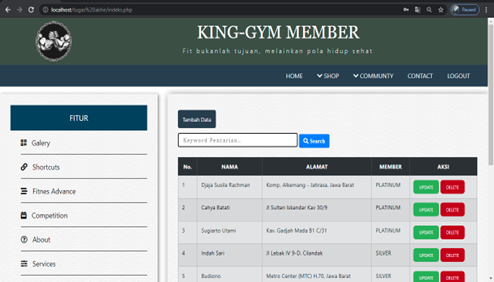 localhost/tugas%20akhir/indeks.php
Paused
KING-GYM MEMBER
Fit bukanlah tujuan, melainkan pola hidup sehat
HOME SHOP COMMUNTY CONTACT LOGOUT
FITUR
Galery
Shortcuts
Fitnes Advance
Competition
About
Services
Tambah Data
Keyword Pencarian..
Search
No. NAMA ALAMAT MEMBER AKSI
1 Djaja Susila Rachman Komp. Alkemang - Jatirasa, Jawa Barat PLATINUM UPDATE DELETE
2 Cahya Batati Jl Sultan Iskandar Kav 30/9 PLATINUM UPDATE DELETE
3 Sugiarto Utami Kav. Gadjah Mada B1 C/31 PLATINUM UPDATE DELETE
4 Indah Sari Jl Lebak IV 9-D, Cilandak SILVER UPDATE DELETE
5 Budiono Metro Center (MTC) H.70, Jawa Barat SILVER UPDATE DELETE